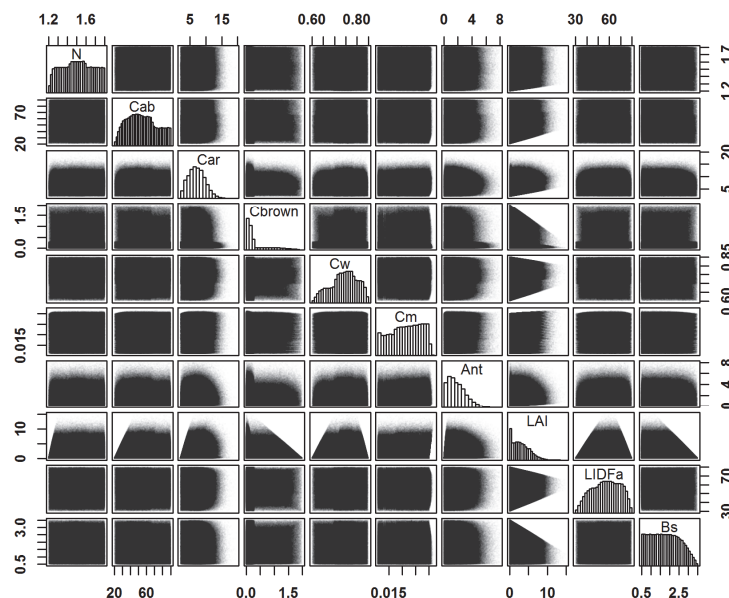 1.2 1.6
5 15
0.60 0.80
0 4 8
30 60
N
1.2 1.7
20 70
Cab
Car
5 20
0.0 1.5
Cbrown
Cw
0.60 0.85
0.015
Cm
Ant
0 4 8
0 10
LAI
LIDFa
40 70
0.5 3.0
Bs
20 60
0.0 1.5
0.015
0 10
0.5 2.5